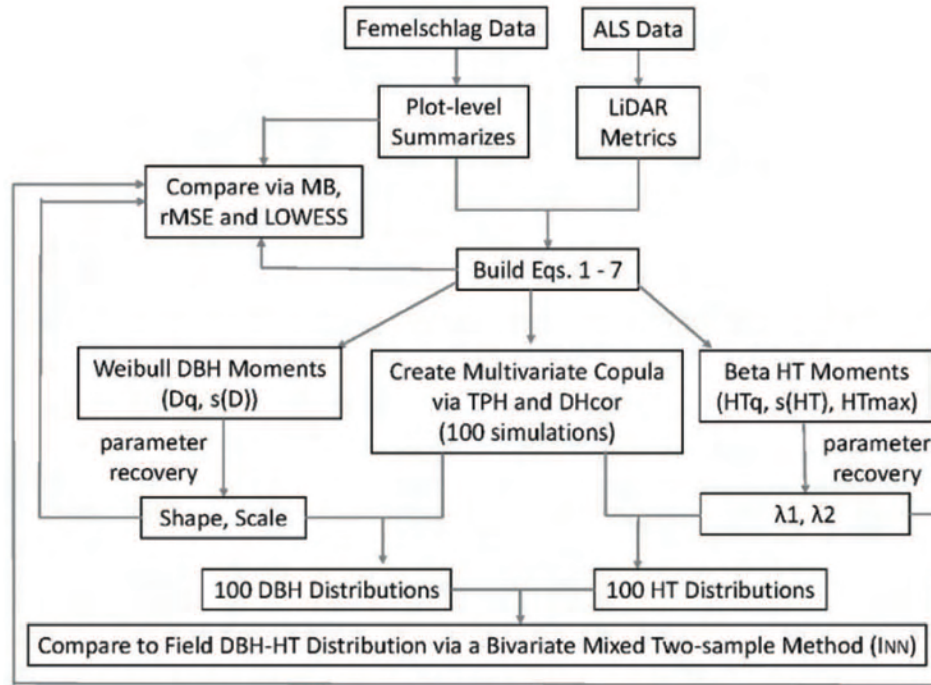 Femelschlag Data
ALS Data
Plot-level
Summarizes
LiDAR
Metrics
Compare via MB,
rMSE and LOWESS
Build Eqs. 1 - 7
Weibull DBH Moments
(Dq, s(D))
Create Multivariate Copula
via TPH and DHcor
(100 simulations)
Beta HT Moments
(HTq, s(HT), HTmax)
parameter
recovery
parameter
recovery
Shape, Scale
λ1, λ2
100 DBH Distributions
100 HT Distributions
Compare to Field DBH-HT Distribution via a Bivariate Mixed Two-sample Method (INN)